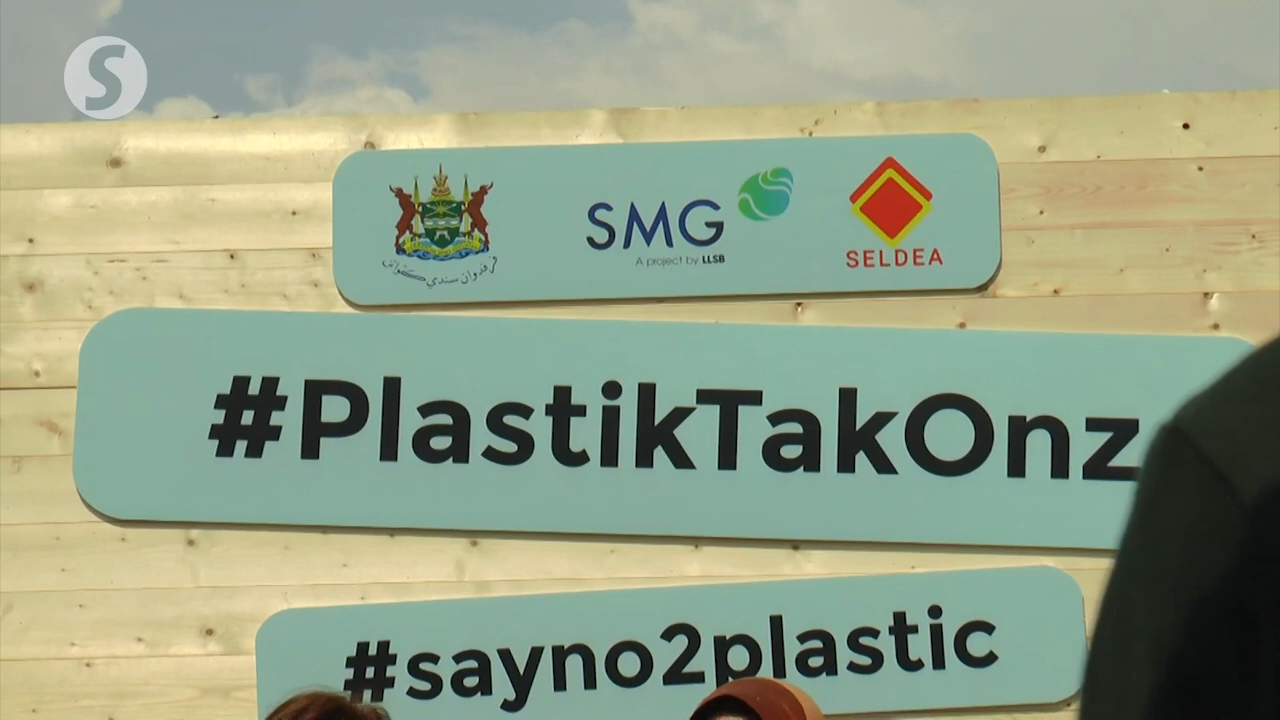 S
SMG
A project by LLSB
SELDEA
#PlastikTakOnz
#sayno2plastic